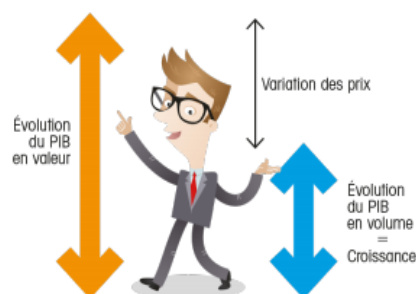 Variation des prix
Évolution
du PIB
en valeur
Évolution
du PIB
en volume
=
Croissance